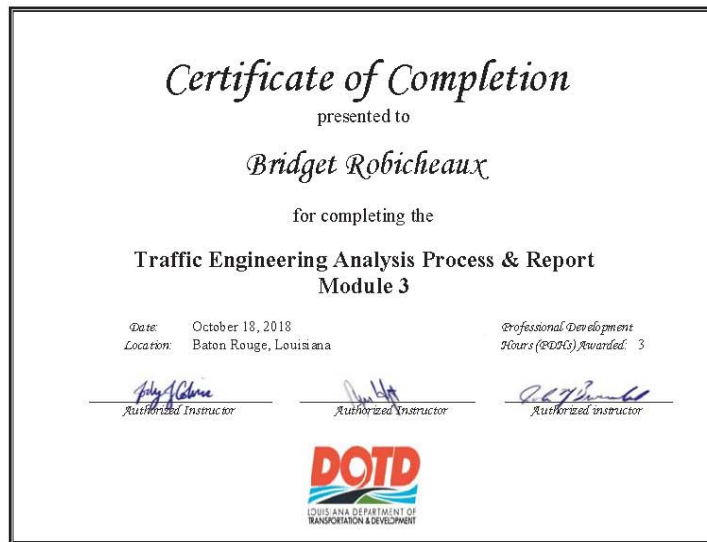 Certificate of Completion
presented to
Bridget Robicheaux
for completing the
Traffic Engineering Analysis Process & Report
Module 3
Date: October 18, 2018
Location: Baton Rouge, Louisiana
Professional Development
Hours (PDHs) Awarded: 3
Authorized Instructor
Authorized Instructor
Authorized instructor
DOTD
LOUISIANA DEPARTMENT OF
TRANSPORTATION & DEVELOPMENT